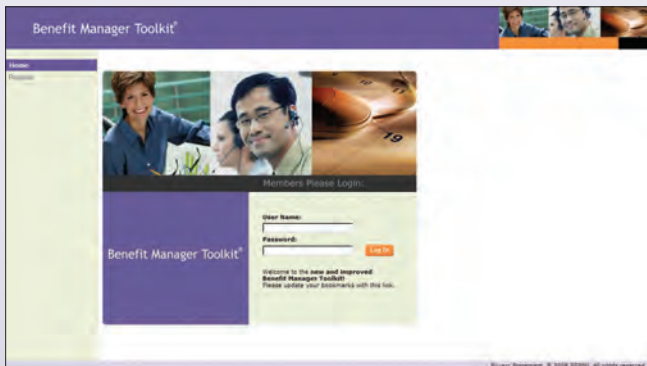 Benefit Manager Toolkit®
Home
Members Please Login:
User Name:
Password:
Log In
Benefit Manager Toolkit®
Welcome to the new and improved
Benefit Manager Toolkit!
Please update your bookmarks with this link.
19